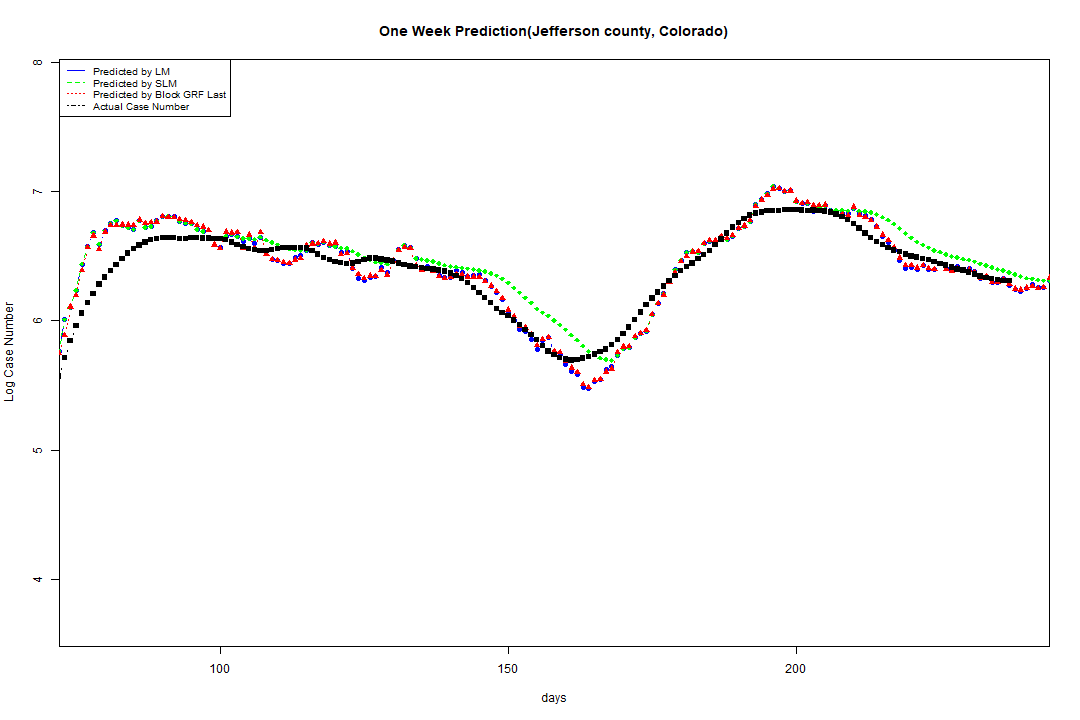 One Week Prediction(Jefferson county, Colorado)
Predicted by LM
Predicted by SLM
Predicted by Block GRF Last
Actual Case Number
8
7
6
5
4
Log Case Number
100 150 200
days